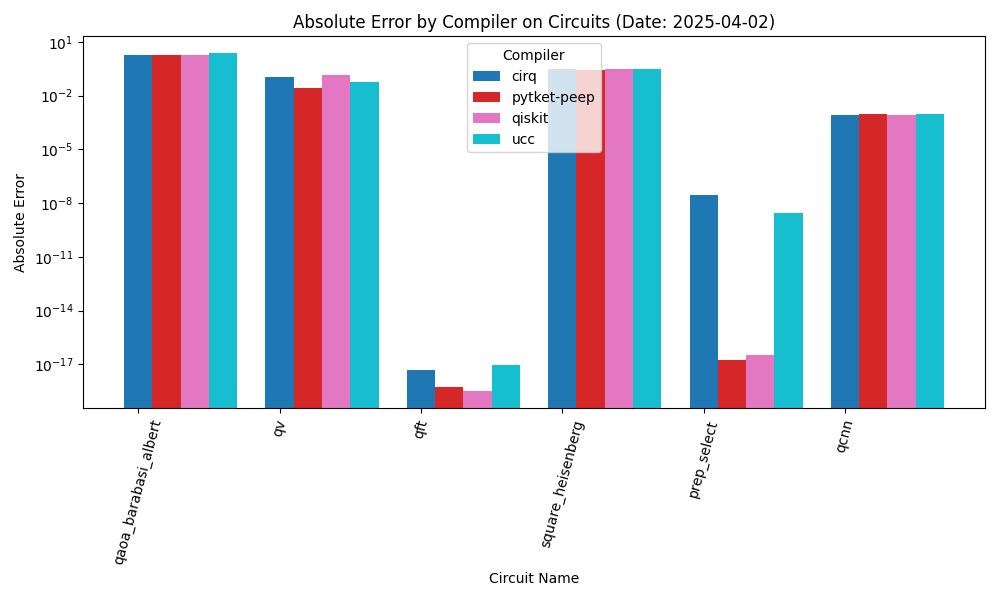 Absolute Error by Compiler on Circuits (Date: 2025-04-02)
Compiler
cirq
pytket-peep
qiskit
ucc
Absolute Error
10¹
10⁻²
10⁻⁵
10⁻⁸
10⁻¹¹
10⁻¹⁴
10⁻¹⁷
qaoa_barabasi_albert
qv
qft
square_heisenberg
prep_select
qcnn
Circuit Name